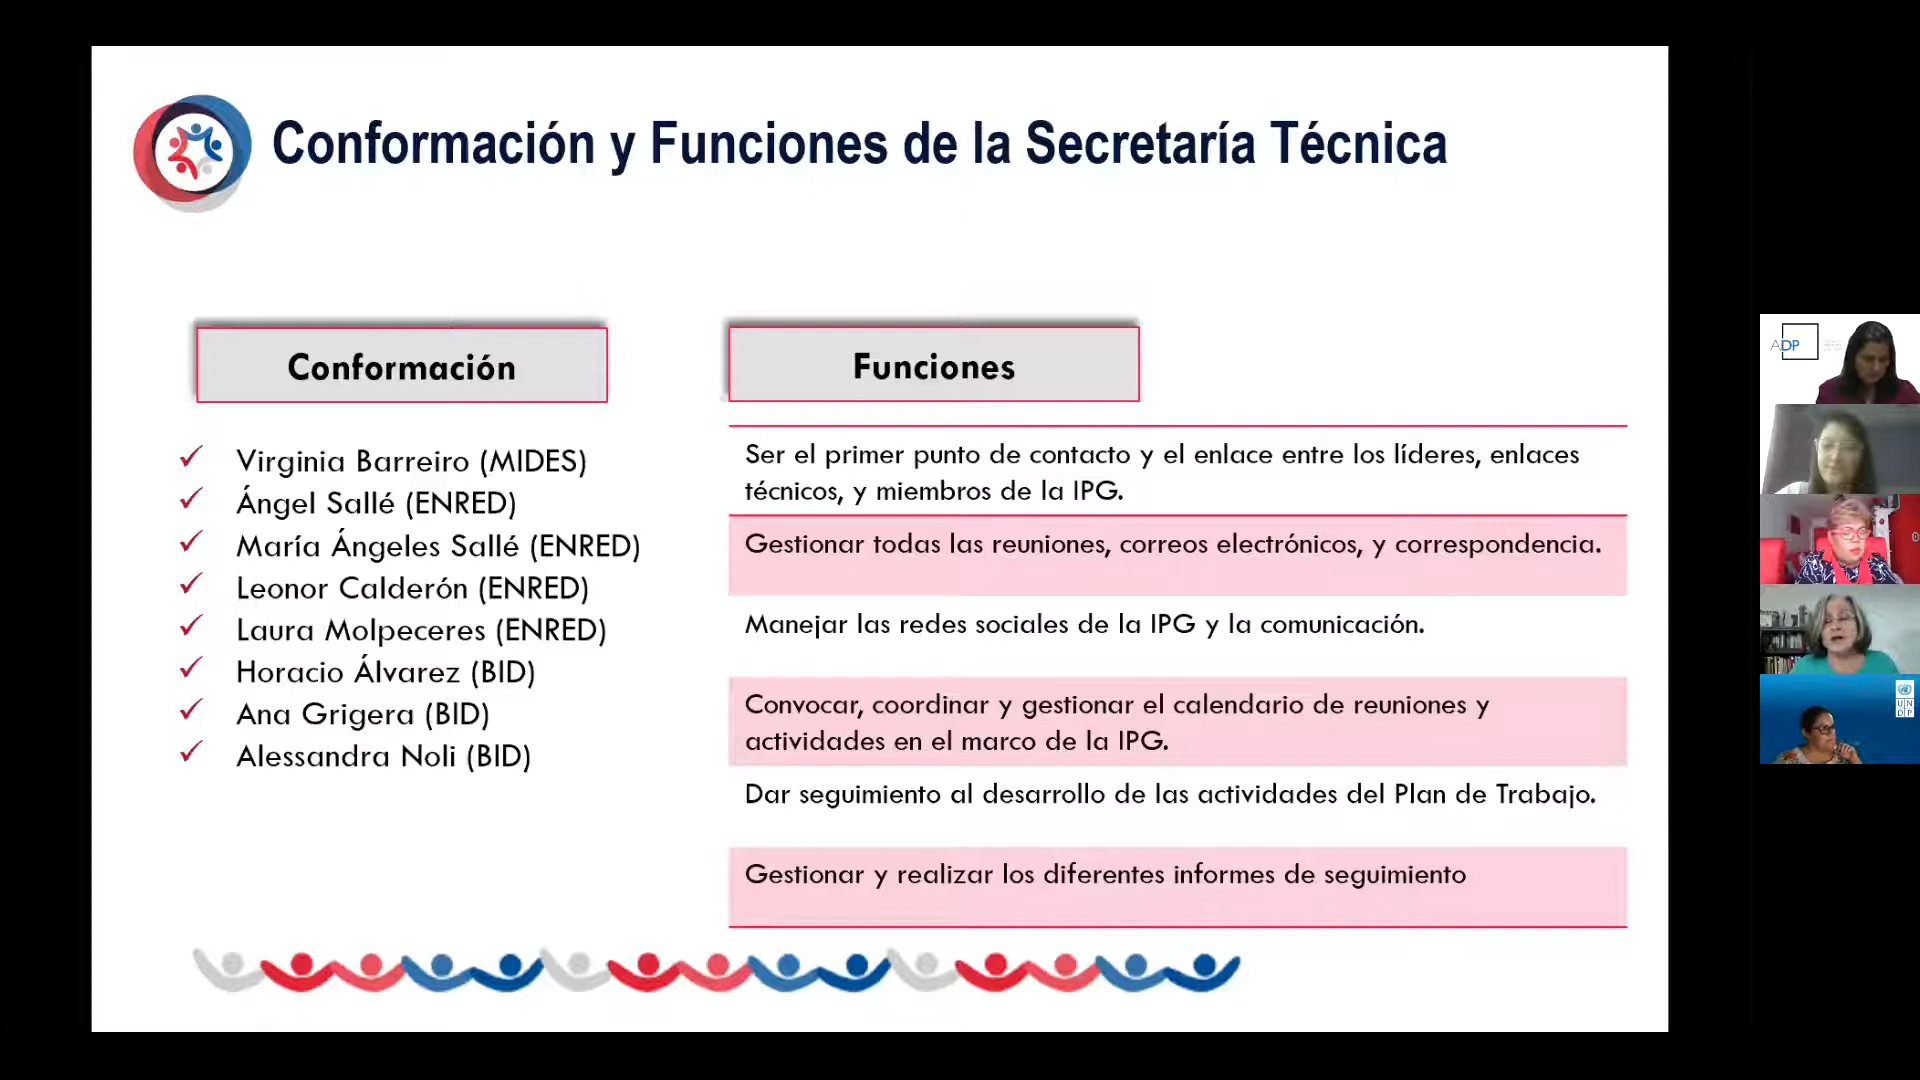 Conformación y Funciones de la Secretaría Técnica
Conformación
Virginia Barreiro (MIDES)
Ángel Sallé (ENRED)
María Ángeles Sallé (ENRED)
Leonor Calderón (ENRED)
Laura Molpeceres (ENRED)
Horacio Álvarez (BID)
Ana Grigera (BID)
Alessandra Noli (BID)
Funciones
Ser el primer punto de contacto y el enlace entre los líderes, enlaces
técnicos, y miembros de la IPG.
Gestionar todas las reuniones, correos electrónicos, y correspondencia.
Manejar las redes sociales de la IPG y la comunicación.
Convocar, coordinar y gestionar el calendario de reuniones y
actividades en el marco de la IPG.
Dar seguimiento al desarrollo de las actividades del Plan de Trabajo.
Gestionar y realizar los diferentes informes de seguimiento
ADP
UN
DP